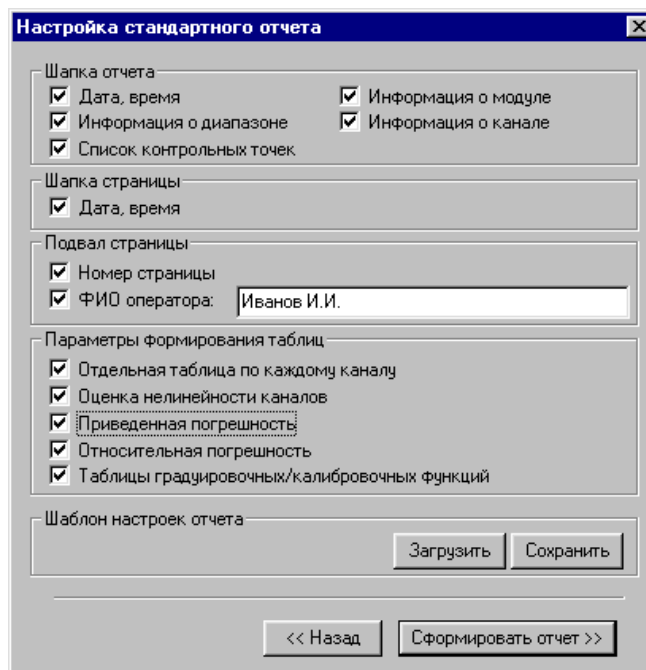 Настройка стандартного отчета
Шапка отчета
Дата, время
Информация о модуле
Информация о диапазоне
Информация о канале
Список контрольных точек
Шапка страницы
Дата, время
Подвал страницы
Номер страницы
ФИО оператора: Иванов И.И.
Параметры формирования таблиц
Отдельная таблица по каждому каналу
Оценка нелинейности каналов
Приведенная погрешность
Относительная погрешность
Таблицы градуировочных/калибровочных функций
Шаблон настроек отчета
Загрузить Сохранить
<< Назад Сформировать отчет >>